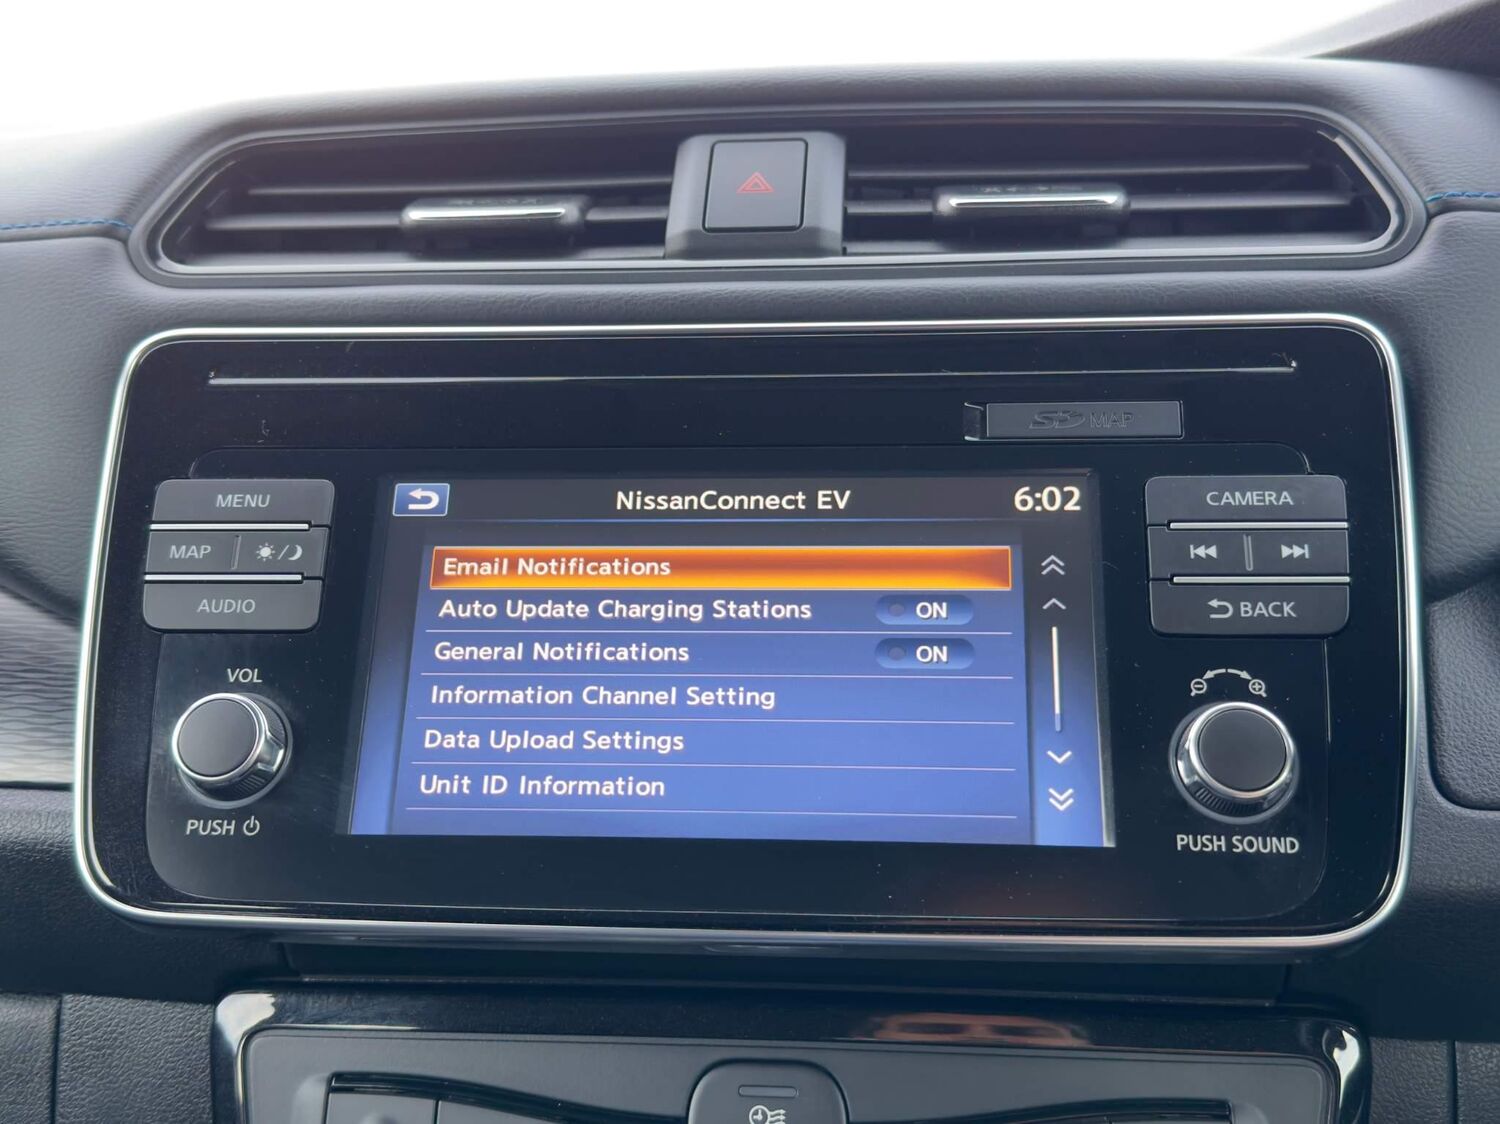 SD MAP
MENU
MAP
AUDIO
VOL
PUSH
NissanConnect EV
6:02
Email Notifications
Auto Update Charging Stations ON
General Notifications ON
Information Channel Setting
Data Upload Settings
Unit ID Information
CAMERA
BACK
PUSH SOUND